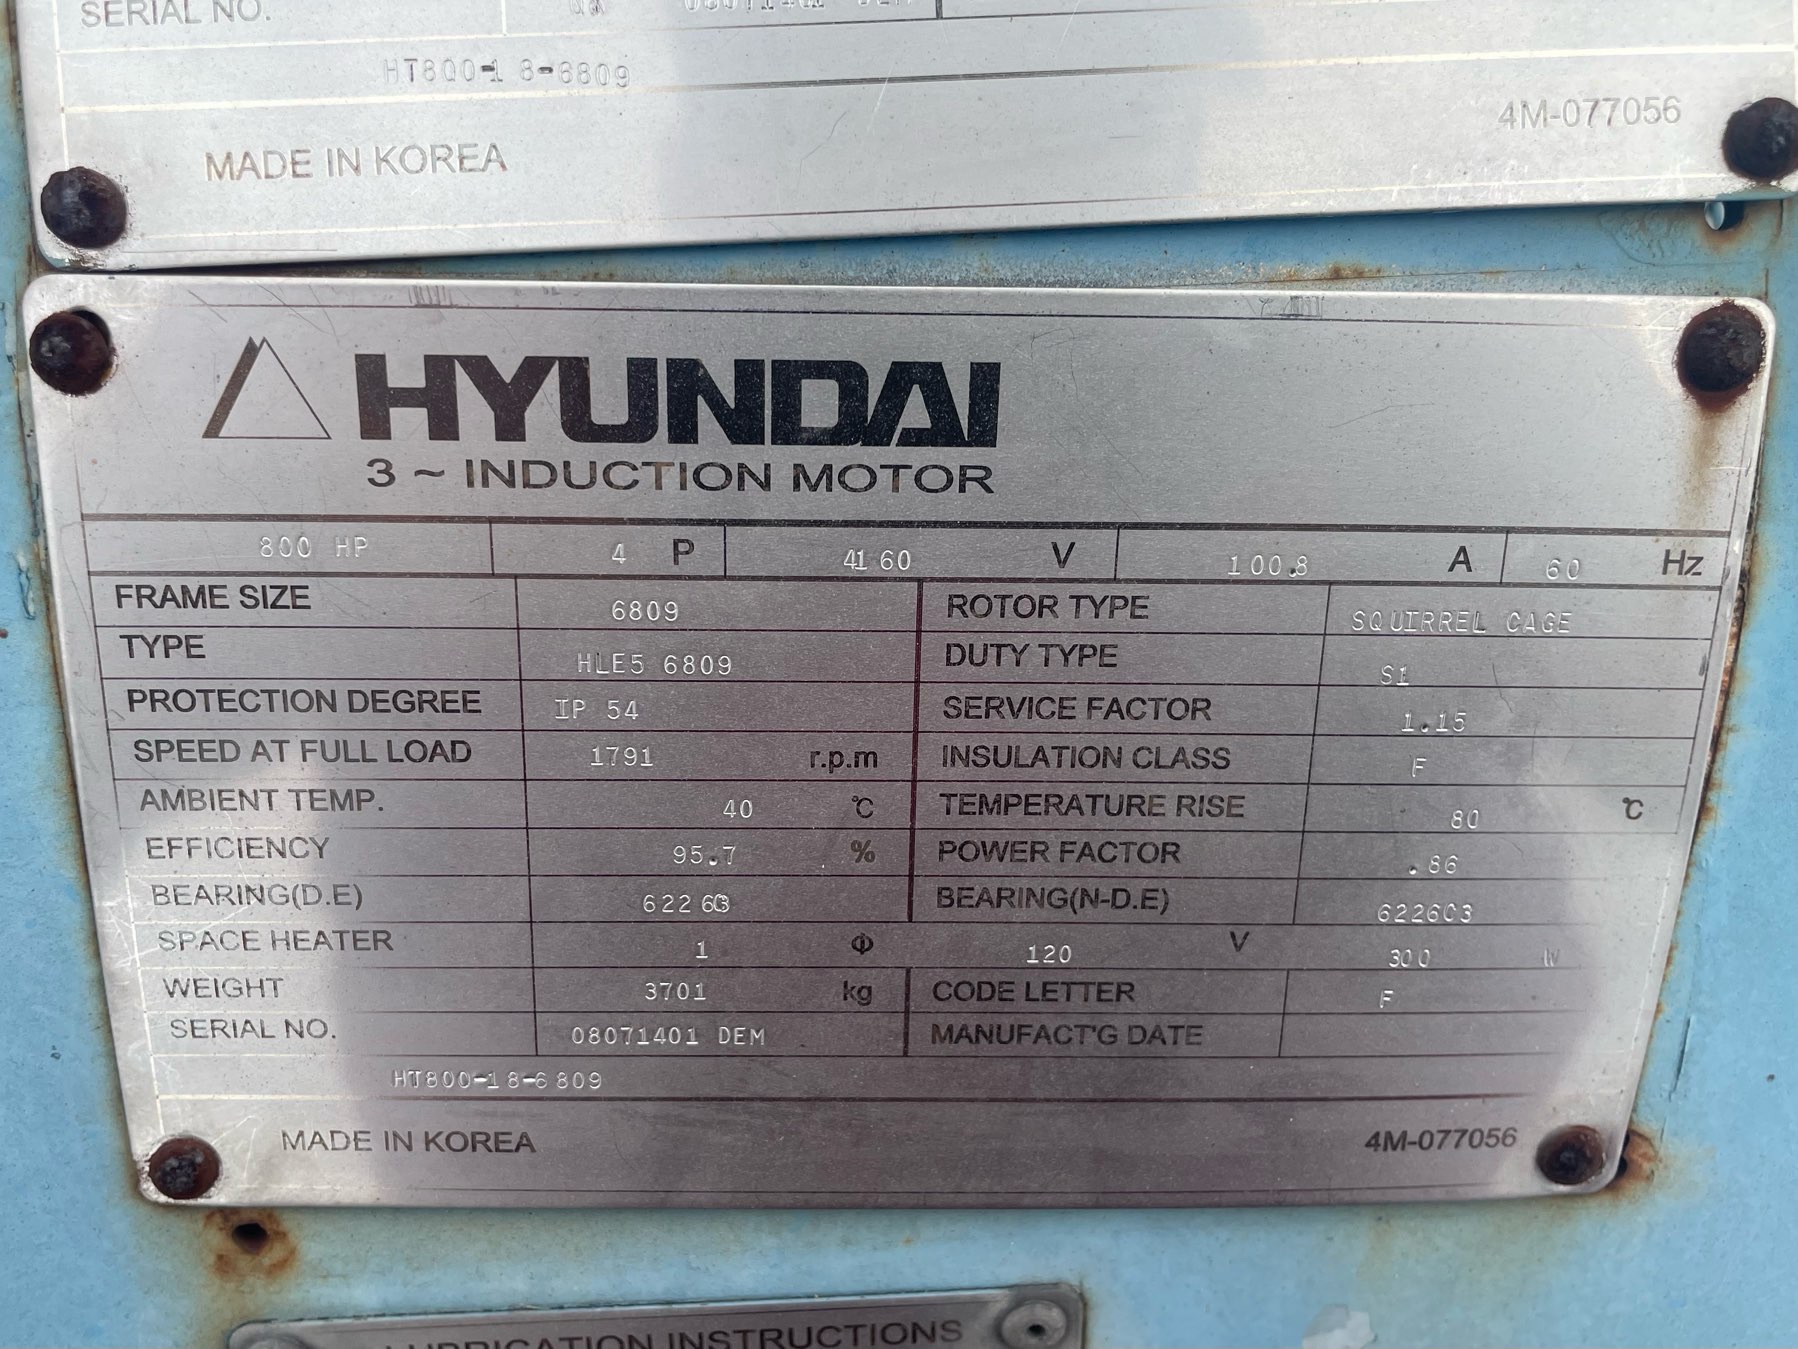 SERIAL NO.
HT800-18-6809
4M-077056
MADE IN KOREA
HYUNDAI
3 ~ INDUCTION MOTOR
800 HP 4 P 4160 V 100.8 A 60 Hz
FRAME SIZE 6809 ROTOR TYPE SQUIRREL CAGE
TYPE HLE5 6809 DUTY TYPE S1
PROTECTION DEGREE IP 54 SERVICE FACTOR 1.15
SPEED AT FULL LOAD 1791 r.p.m INSULATION CLASS F
AMBIENT TEMP. 40 ℃ TEMPERATURE RISE 80 ℃
EFFICIENCY 95.7 % POWER FACTOR .86
BEARING(D.E) 6226C3 BEARING(N-D.E) 6226C3
SPACE HEATER 1 Φ 120 V 300 W
WEIGHT 3701 kg CODE LETTER F
SERIAL NO. 08071401 DEM MANUFACT'G DATE
HT800-18-6809
MADE IN KOREA 4M-077056
LUBRICATION INSTRUCTIONS